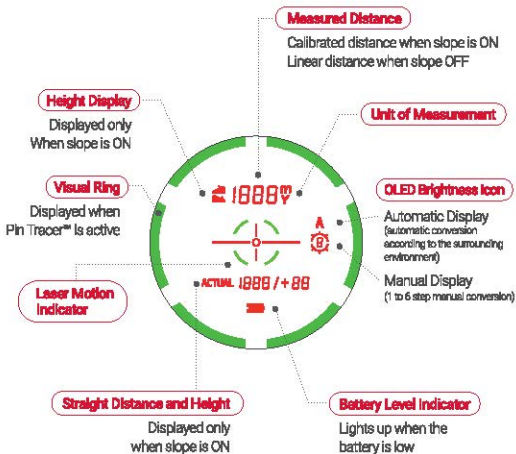 Measured Distance
Calibrated distance when slope is ON
Linear distance when slope OFF
Height Display
Displayed only
When slope is ON
Unit of Measurement
Visual Ring
Displayed when
Pin Tracer™ is active
OLED Brightness Icon
Automatic Display
(automatic conversion
according to the surrounding
environment)
Manual Display
(1 to 6 step manual conversion)
1888 M
Y
A
8
ACTUAL 1888/+88
Laser Motion
Indicator
Straight Distance and Height
Displayed only
when slope is ON
Battery Level Indicator
Lights up when the
battery is low